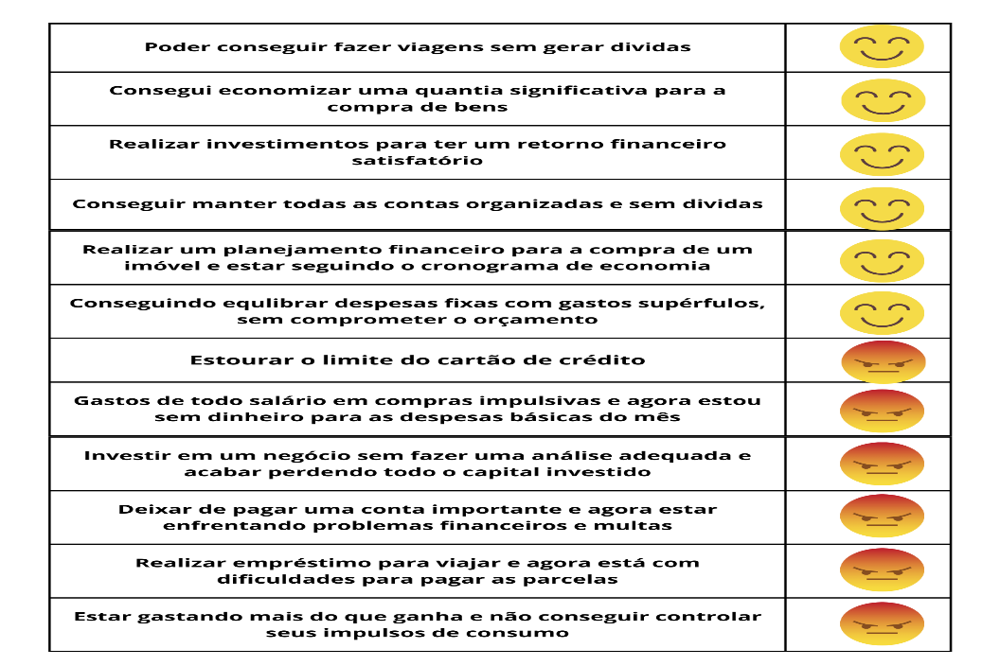 Poder conseguir fazer viagens sem gerar dividas
Consegui economizar uma quantia significativa para a
compra de bens
Realizar investimentos para ter um retorno financeiro
satisfatório
Conseguir manter todas as contas organizadas e sem dividas
Realizar um planejamento financeiro para a compra de um
imóvel e estar seguindo o cronograma de economia
Conseguindo equlibrar despesas fixas com gastos supérfulos,
sem comprometer o orçamento
Estourar o limite do cartão de crédito
Gastos de todo salário em compras impulsivas e agora estou
sem dinheiro para as despesas básicas do mês
Investir em um negócio sem fazer uma análise adequada e
acabar perdendo todo o capital investido
Deixar de pagar uma conta importante e agora estar
enfrentando problemas financeiros e multas
Realizar empréstimo para viajar e agora está com
dificuldades para pagar as parcelas
Estar gastando mais do que ganha e não conseguir controlar
seus impulsos de consumo